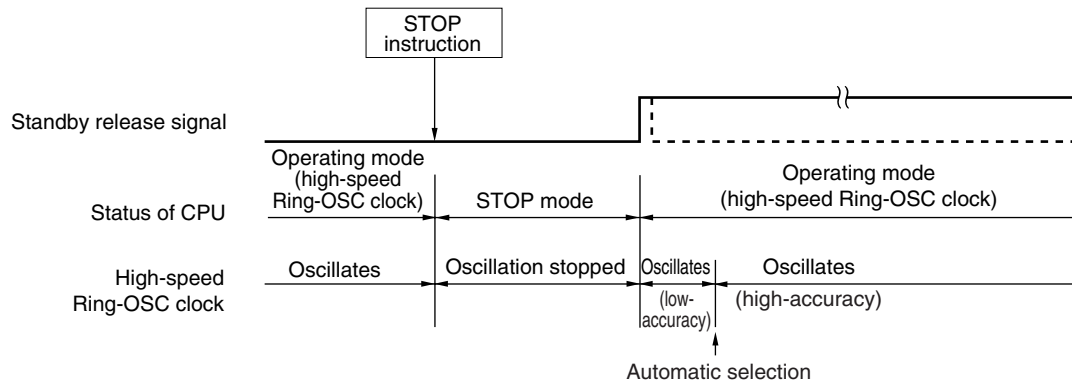 STOP
instruction
Standby release signal
Operating mode
(high-speed
Ring-OSC clock)
Operating mode
(high-speed Ring-OSC clock)
Status of CPU
STOP mode
High-speed
Ring-OSC clock
Oscillates
Oscillation stopped
Oscillates
(low-
accuracy)
Oscillates
(high-accuracy)
Automatic selection